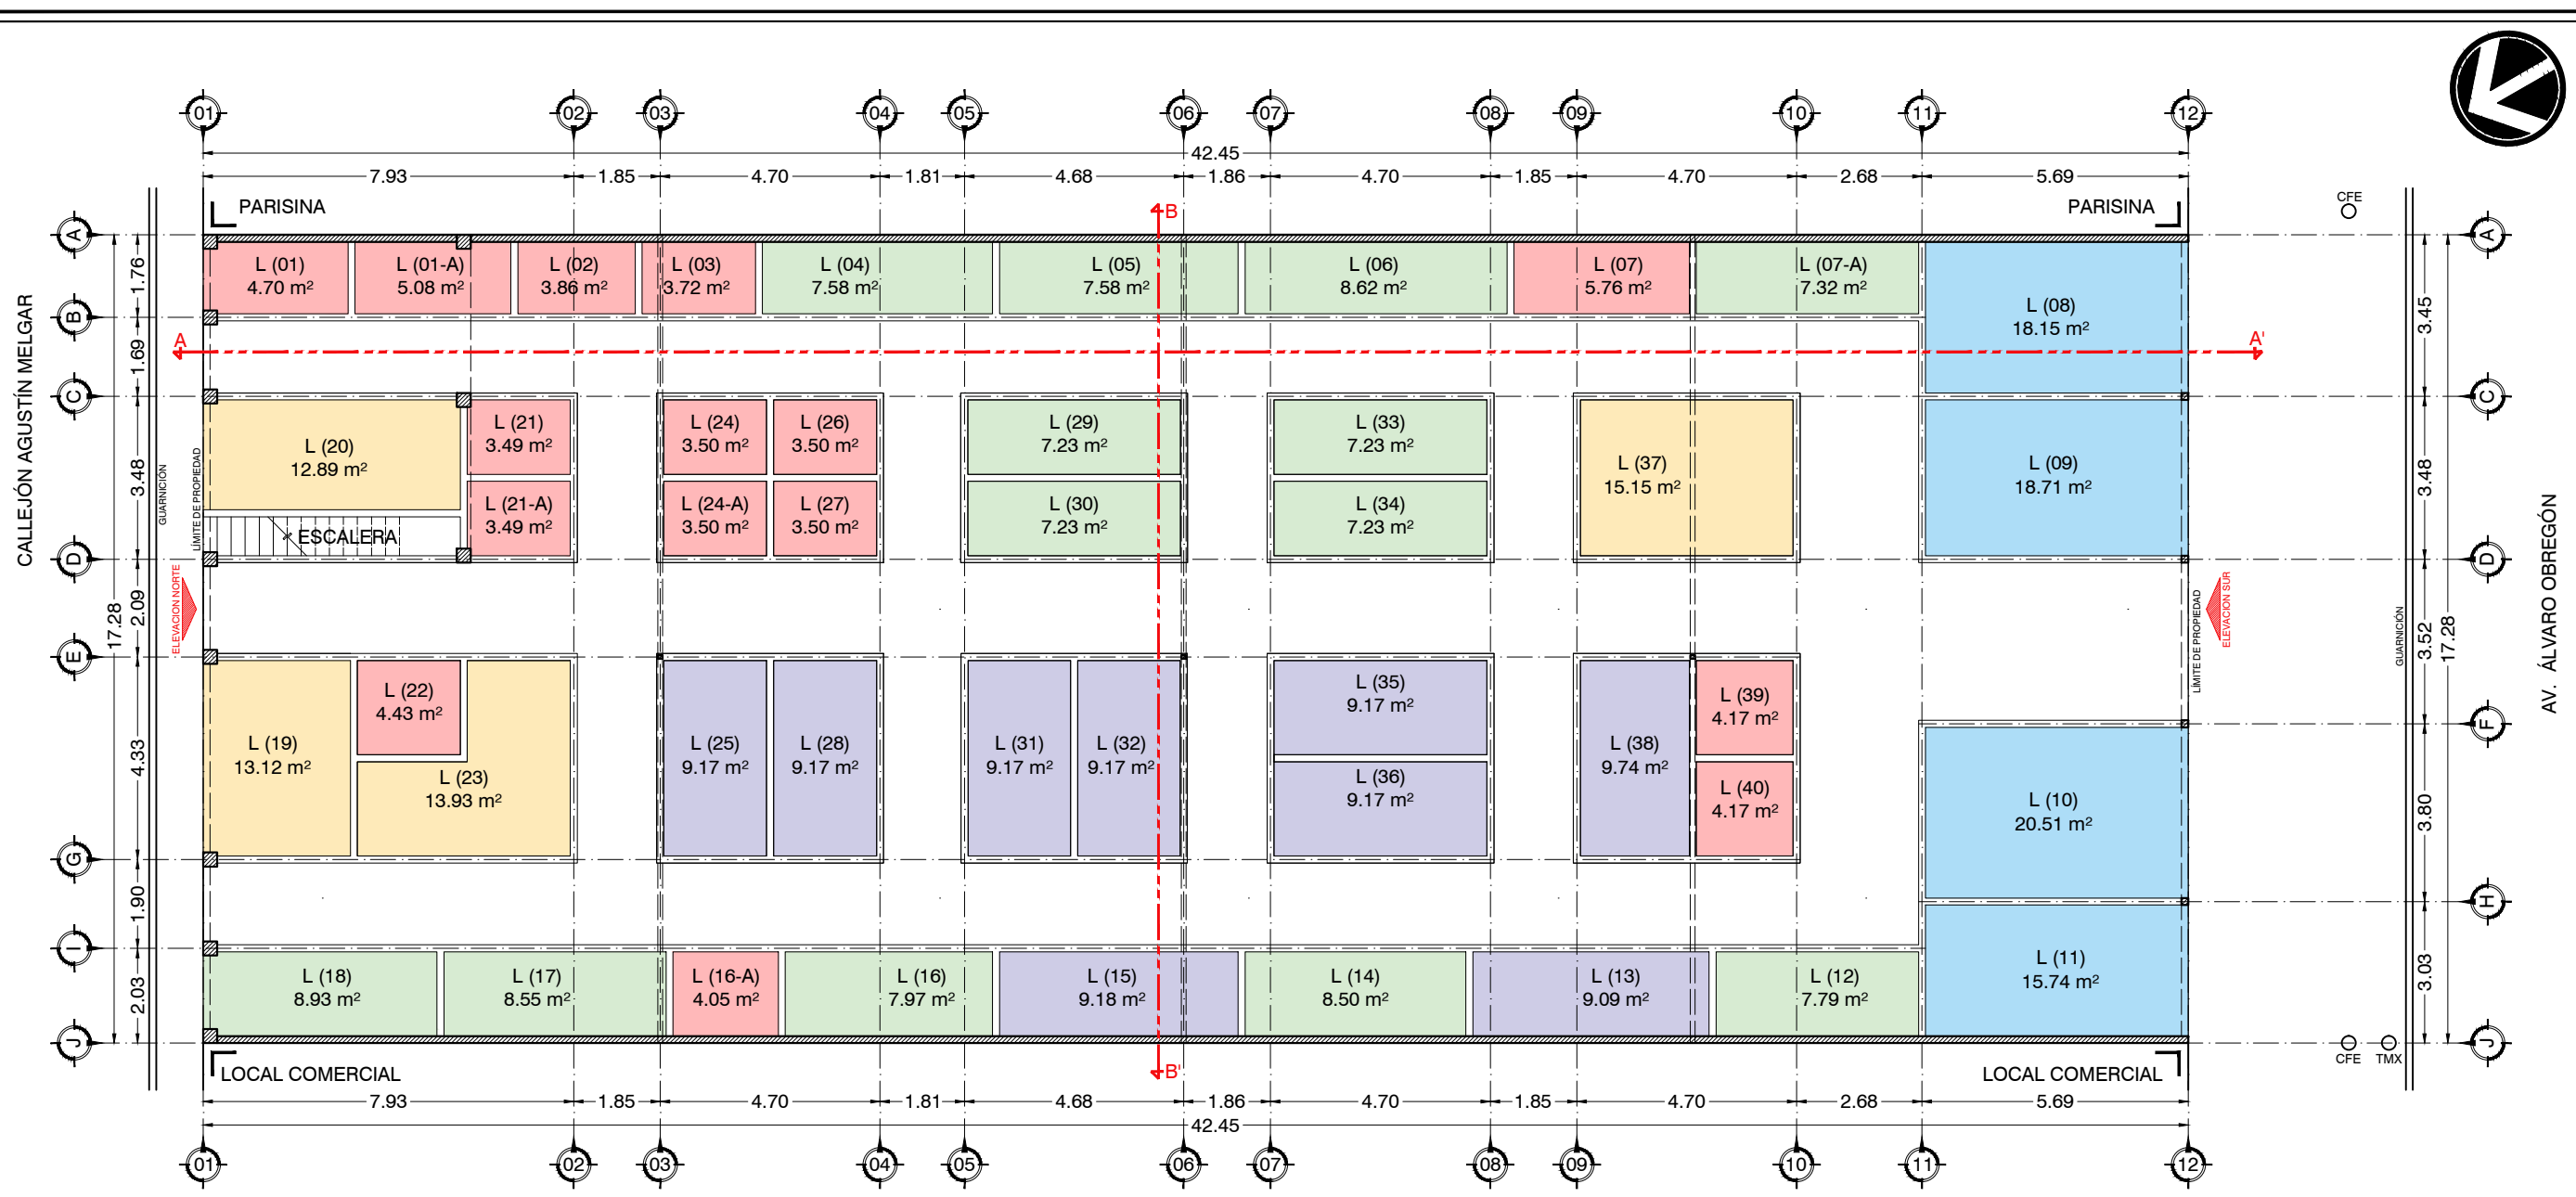 01 02 03 04 05 06 07 08 09 10 11 12
42.45
7.93 1.85 4.70 1.81 4.68 1.86 4.70 1.85 4.70 2.68 5.69
PARISINA
B
PARISINA
CFE
A
A
L (01)
4.70 m²
L (01-A)
5.08 m²
L (02)
3.86 m²
L (03)
3.72 m²
L (04)
7.58 m²
L (05)
7.58 m²
L (06)
8.62 m²
L (07)
5.76 m²
L (07-A)
7.32 m²
L (08)
18.15 m²
1.76
3.45
B
A
A'
1.69
C
C
CALLEJÓN AGUSTÍN MELGAR
GUARNICIÓN
LÍMITE DE PROPIEDAD
L (20)
12.89 m²
L (21)
3.49 m²
L (21-A)
3.49 m²
ESCALERA
L (24)
3.50 m²
L (26)
3.50 m²
L (24-A)
3.50 m²
L (27)
3.50 m²
L (29)
7.23 m²
L (30)
7.23 m²
L (33)
7.23 m²
L (34)
7.23 m²
L (37)
15.15 m²
L (09)
18.71 m²
3.48
3.48
D
D
17.28
2.09
ELEVACION NORTE
ELEVACION SUR
LÍMITE DE PROPIEDAD
GUARNICIÓN
3.52
17.28
AV. ÁLVARO OBREGÓN
E
F
L (19)
13.12 m²
L (22)
4.43 m²
L (23)
13.93 m²
L (25)
9.17 m²
L (28)
9.17 m²
L (31)
9.17 m²
L (32)
9.17 m²
L (35)
9.17 m²
L (36)
9.17 m²
L (38)
9.74 m²
L (39)
4.17 m²
L (40)
4.17 m²
L (10)
20.51 m²
4.33
3.80
G
H
1.90
I
L (18)
8.93 m²
L (17)
8.55 m²
L (16-A)
4.05 m²
L (16)
7.97 m²
L (15)
9.18 m²
L (14)
8.50 m²
L (13)
9.09 m²
L (12)
7.79 m²
L (11)
15.74 m²
2.03
3.03
J
J
CFE TMX
LOCAL COMERCIAL
B'
LOCAL COMERCIAL
7.93 1.85 4.70 1.81 4.68 1.86 4.70 1.85 4.70 2.68 5.69
42.45
01 02 03 04 05 06 07 08 09 10 11 12